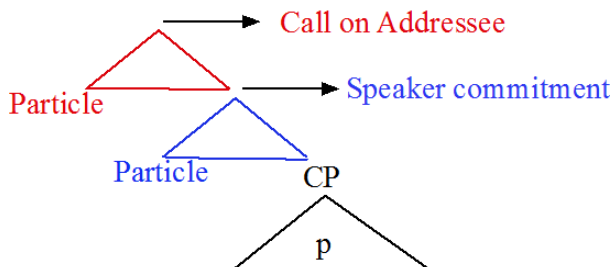 Call on Addressee
Particle
Speaker commitment
Particle
CP
p